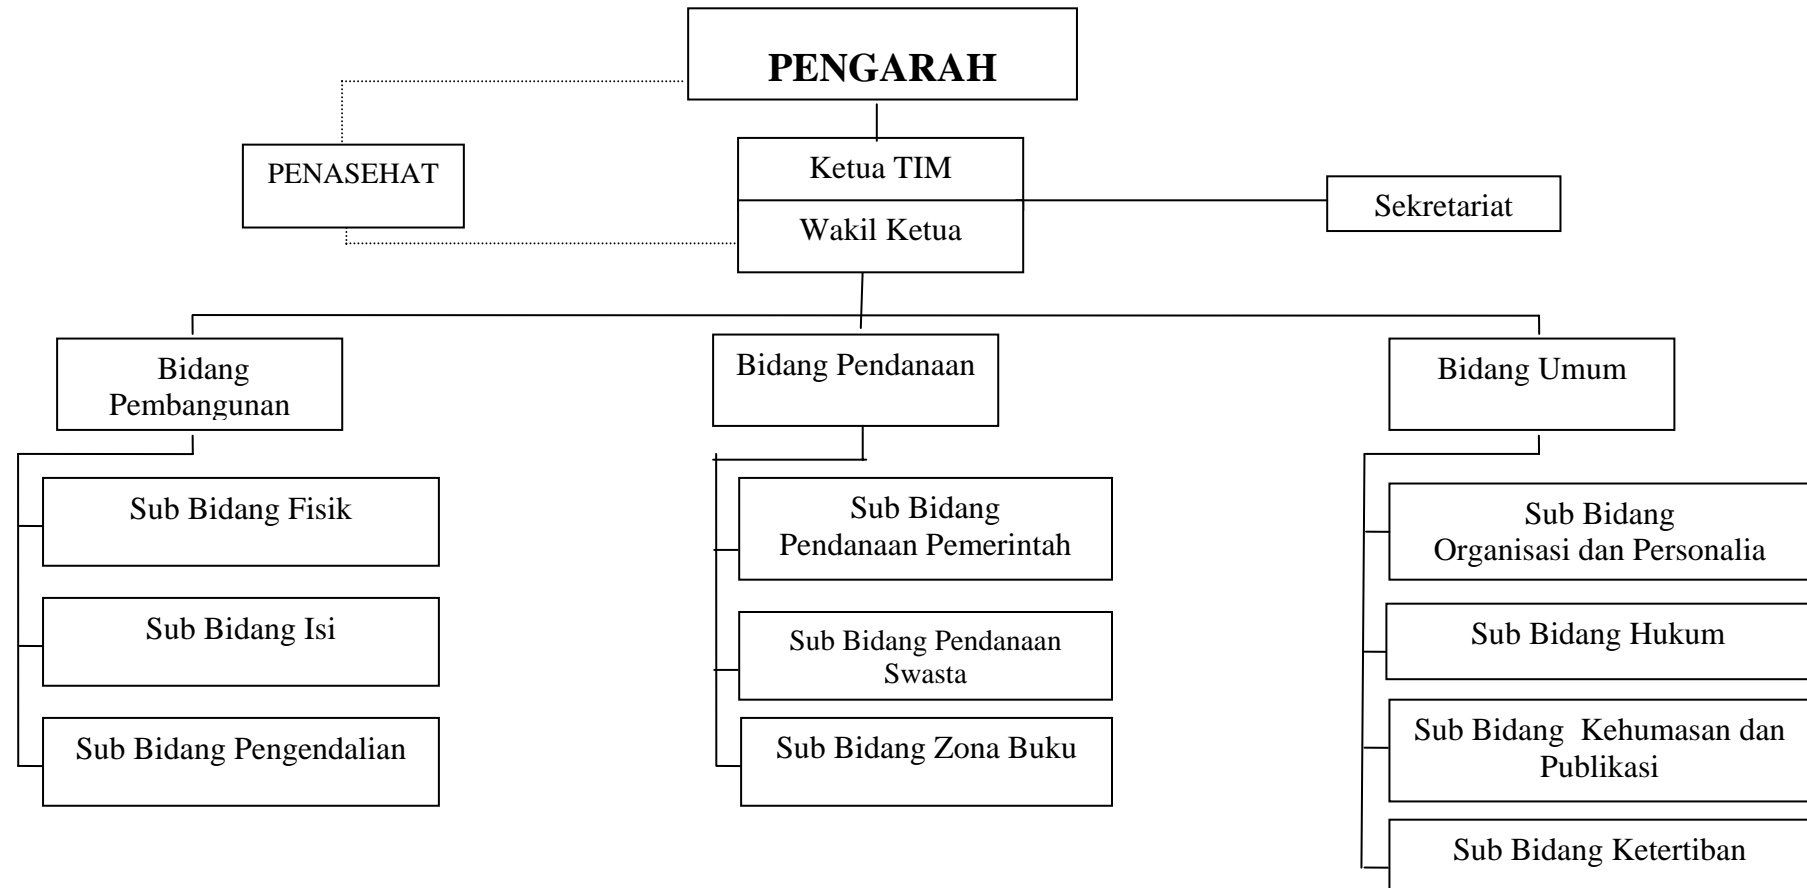 PENGARAH
PENASEHAT
Ketua TIM
Wakil Ketua
Sekretariat
Bidang
Pembangunan
Bidang Pendanaan
Bidang Umum
Sub Bidang Fisik
Sub Bidang Isi
Sub Bidang Pengendalian
Sub Bidang
Pendanaan Pemerintah
Sub Bidang Pendanaan
Swasta
Sub Bidang Zona Buku
Sub Bidang
Organisasi dan Personalia
Sub Bidang Hukum
Sub Bidang  Kehumasan dan
Publikasi
Sub Bidang Ketertiban